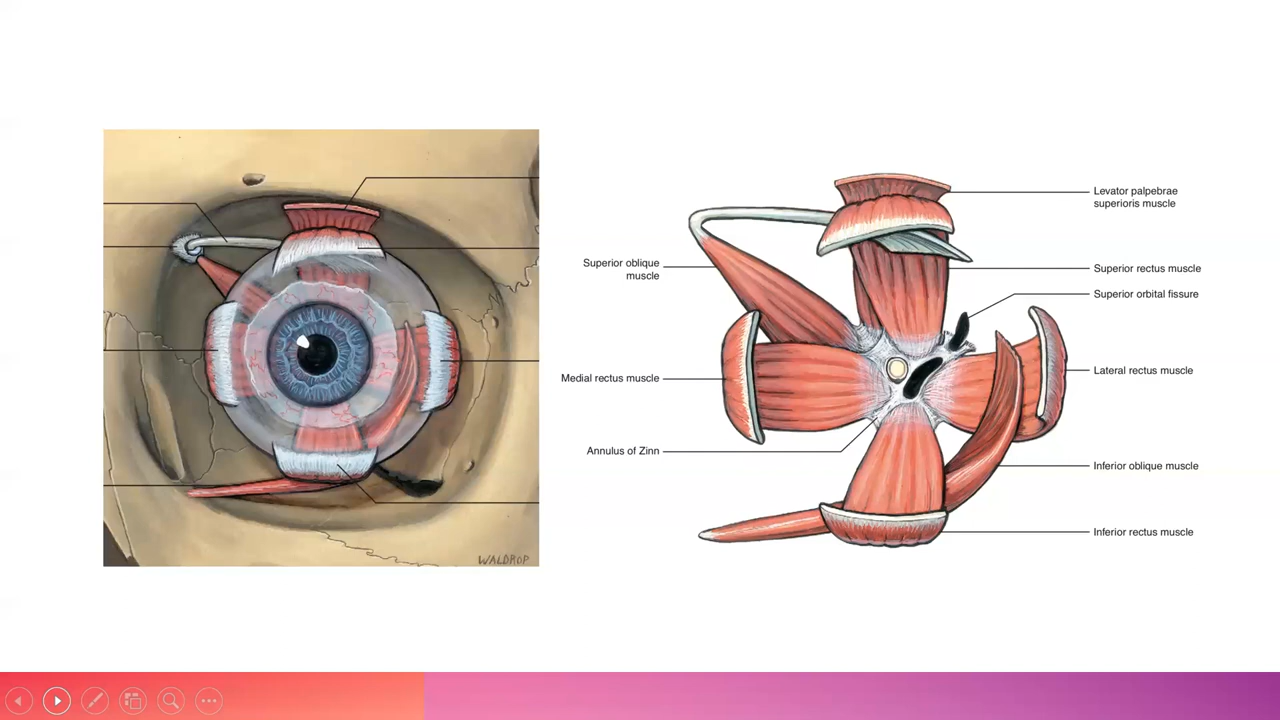 Levator palpebrae
superioris muscle
Superior oblique
muscle
Superior rectus muscle
Superior orbital fissure
Medial rectus muscle
Lateral rectus muscle
Annulus of Zinn
Inferior oblique muscle
Inferior rectus muscle
WALDROP